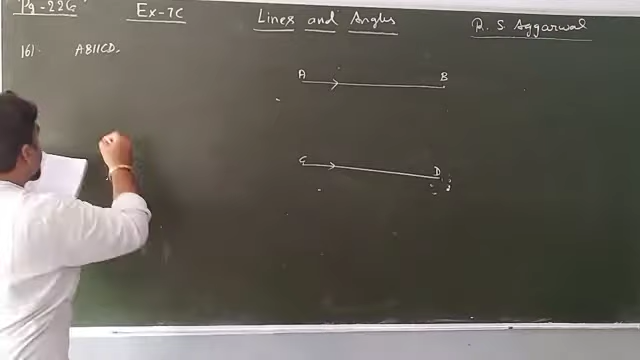 Pg-226 Ex-7C Lines and Angles R. S. Aggarwal
16). AB||CD.
A B
C D